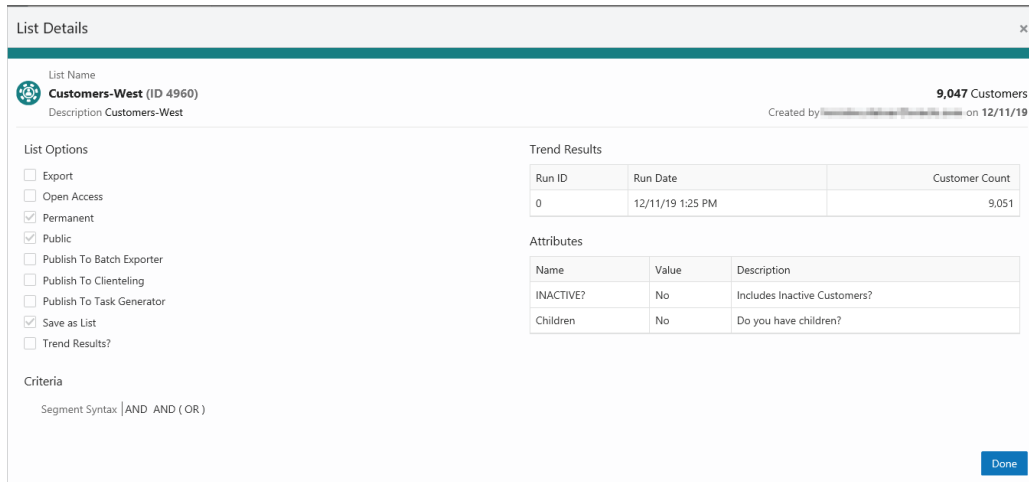 List Details
×
List Name
Customers-West (ID 4960)
Description Customers-West
9,047 Customers
Created by on 12/11/19
List Options
Export
Open Access
Permanent
Public
Publish To Batch Exporter
Publish To Clienteling
Publish To Task Generator
Save as List
Trend Results?
Criteria
Segment Syntax AND AND ( OR )
Trend Results
Run ID Run Date Customer Count
0 12/11/19 1:25 PM 9,051
Attributes
Name Value Description
INACTIVE? No Includes Inactive Customers?
Children No Do you have children?
Done